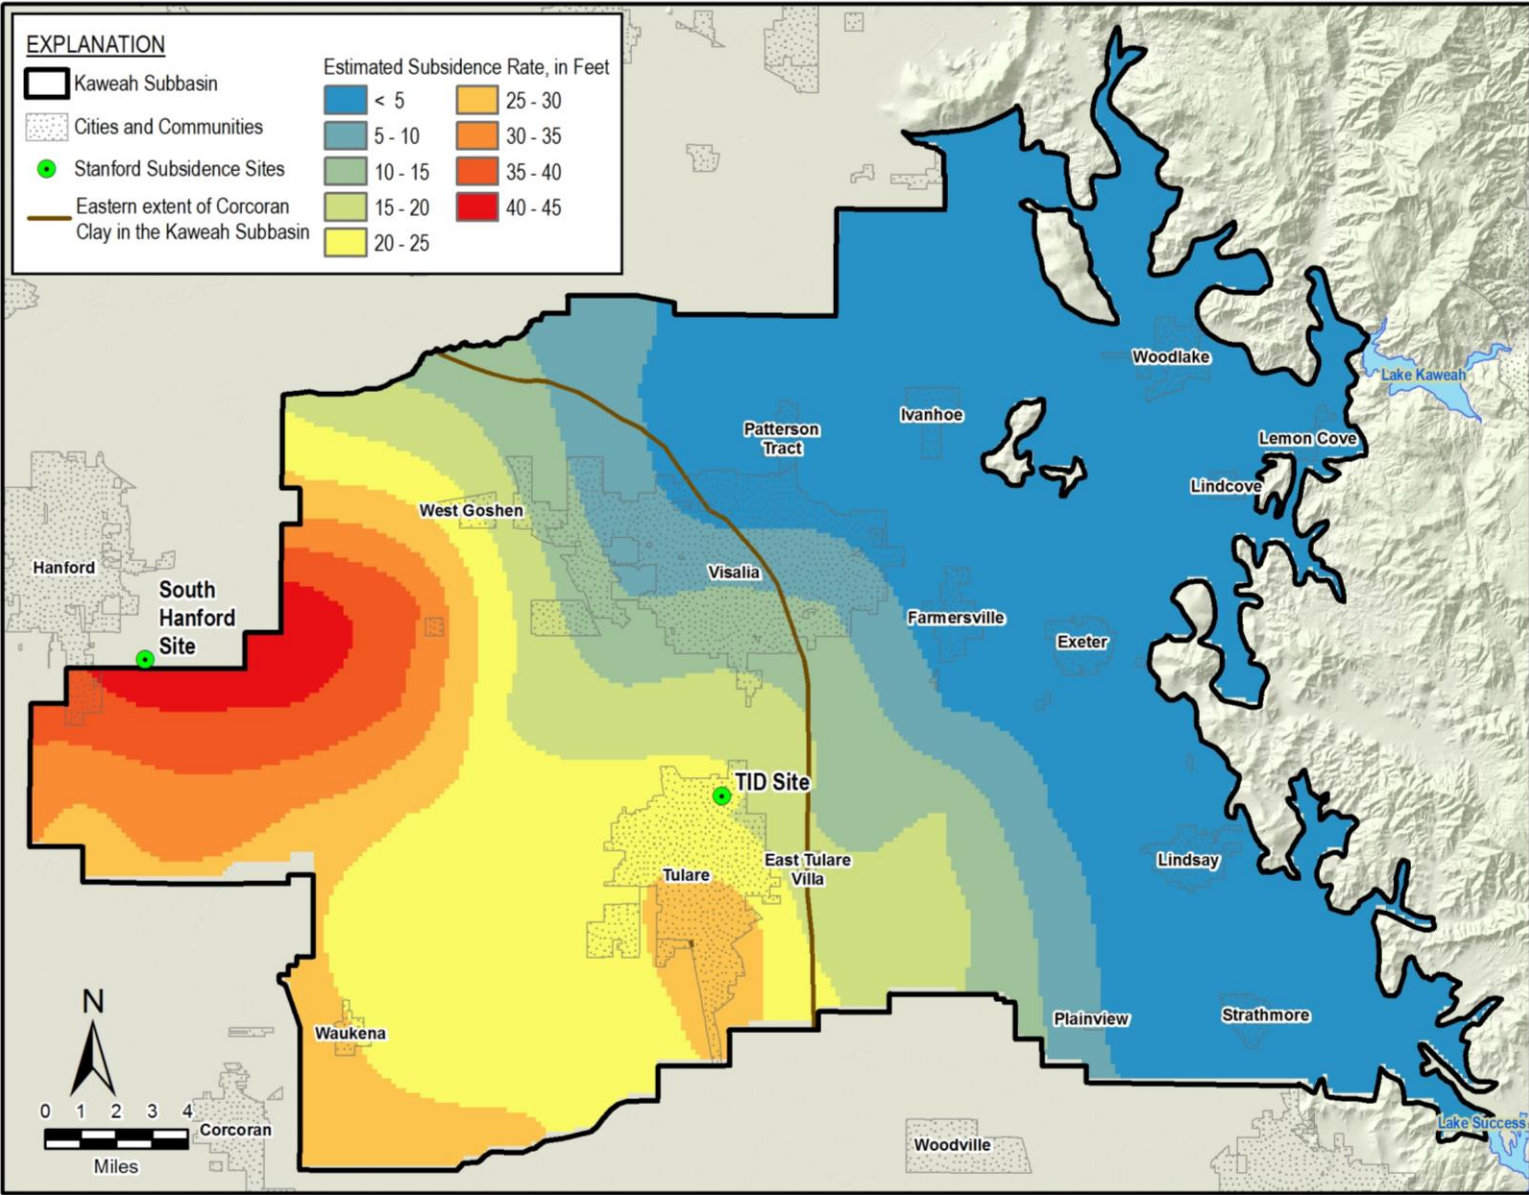 EXPLANATION
Kaweah Subbasin
Cities and Communities
Stanford Subsidence Sites
Eastern extent of Corcoran
Clay in the Kaweah Subbasin
Estimated Subsidence Rate, in Feet
< 5
5 - 10
10 - 15
15 - 20
20 - 25
25 - 30
30 - 35
35 - 40
40 - 45
Woodlake
Lake Kaweah
Ivanhoe
Patterson
Tract
Lemon Cove
Lindcove
West Goshen
Hanford
Visalia
South
Hanford
Site
Farmersville
Exeter
TID Site
East Tulare
Villa
Lindsay
Tulare
Waukena
Plainview
Strathmore
N
0 1 2 3 4
Miles
Corcoran
Woodville
Lake Success